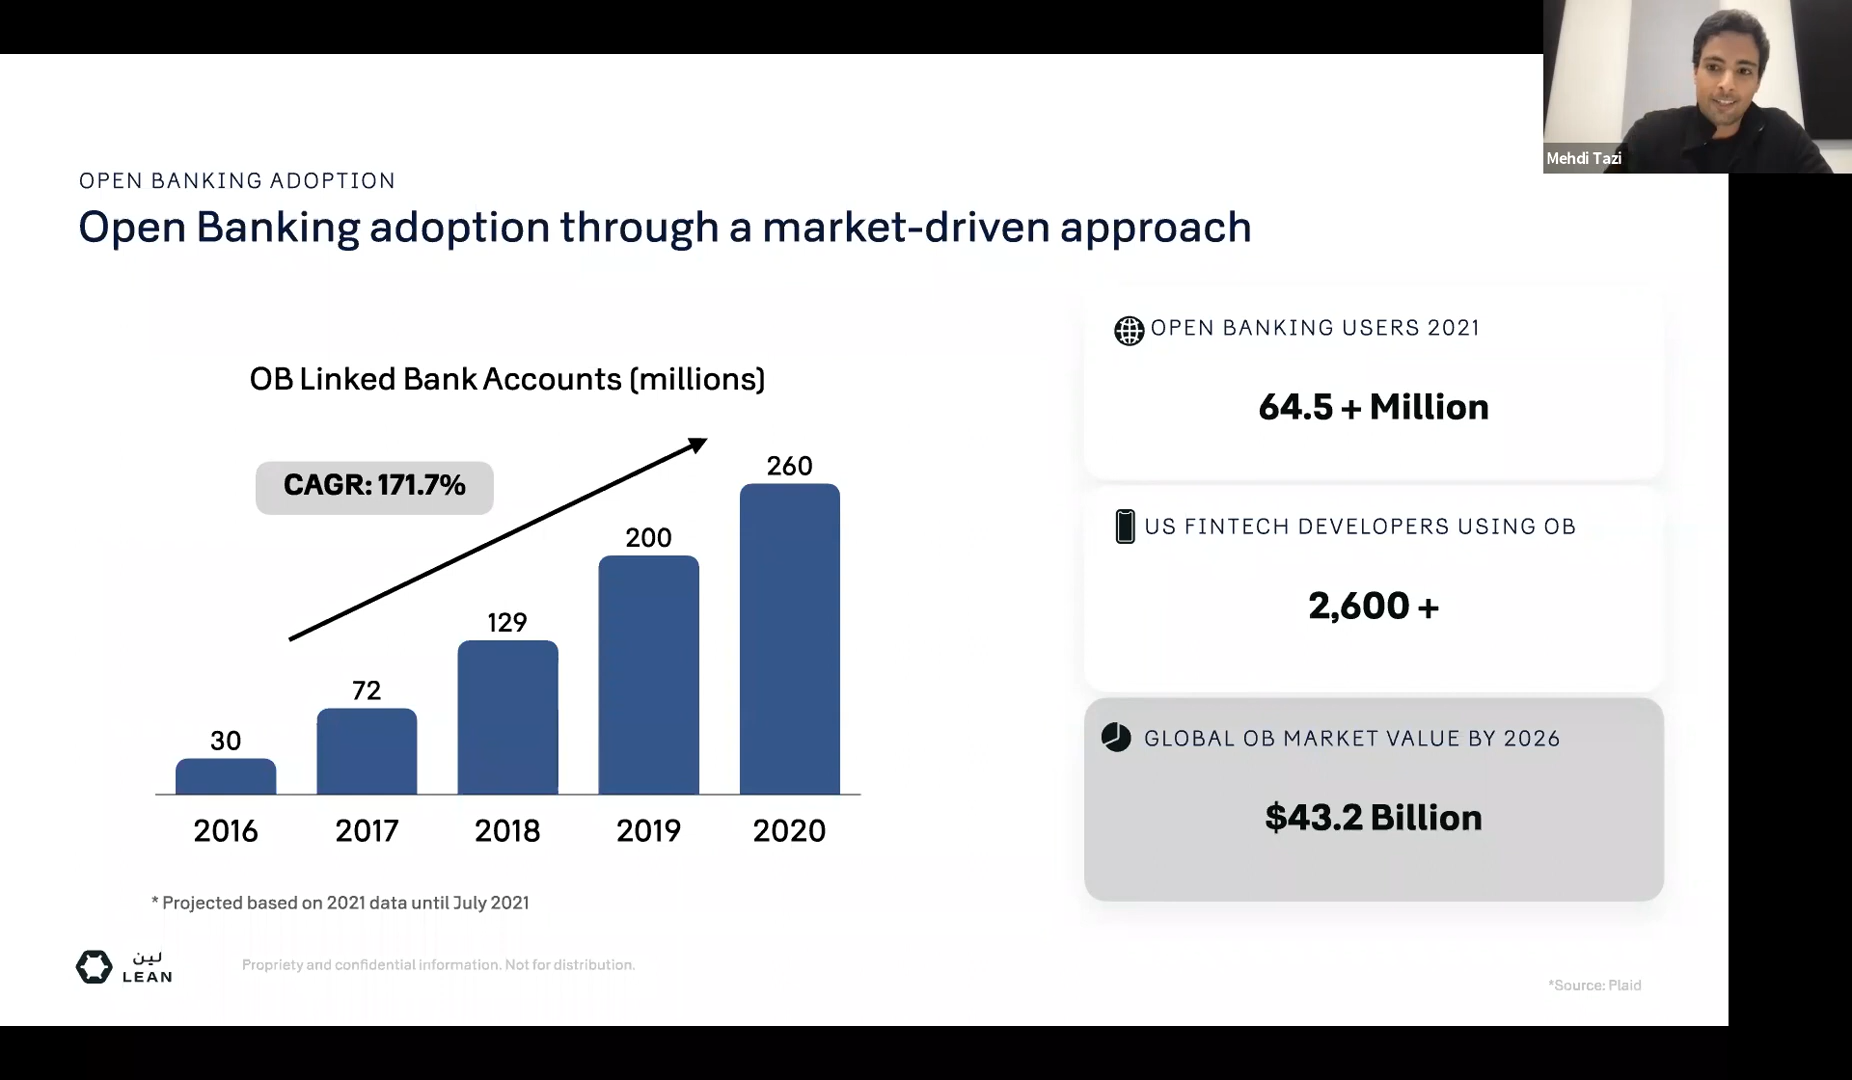 Mehdi Tazi
OPEN BANKING ADOPTION
Open Banking adoption through a market-driven approach
OB Linked Bank Accounts (millions)
CAGR: 171.7%
30
72
129
200
260
2016
2017
2018
2019
2020
* Projected based on 2021 data until July 2021
OPEN BANKING USERS 2021
64.5 + Million
US FINTECH DEVELOPERS USING OB
2,600 +
GLOBAL OB MARKET VALUE BY 2026
$43.2 Billion
لين
LEAN
Propriety and confidential information. Not for distribution.
*Source: Plaid